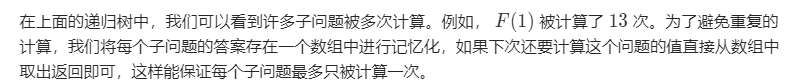 在上面的递归树中，我们可以看到许多子问题被多次计算。例如， F(1) 被计算了 13 次。为了避免重复的
计算，我们将每个子问题的答案存在一个数组中进行记忆化，如果下次还要计算这个问题的值直接从数组中
取出返回即可，这样能保证每个子问题最多只被计算一次。